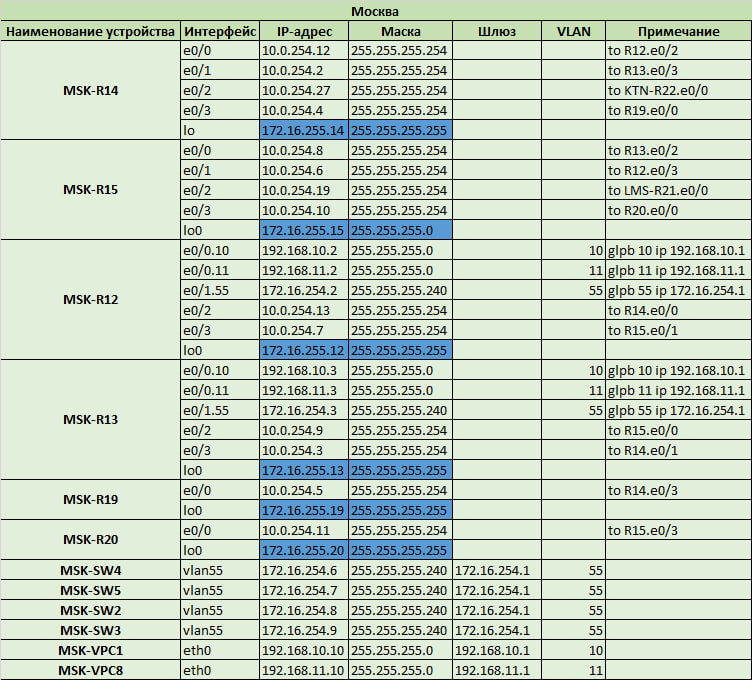 Москва
Наименование устройства Интерфейс IP-адрес Маска Шлюз VLAN Примечание
MSK-R14
e0/0 10.0.254.12 255.255.255.254 to R12.e0/2
e0/1 10.0.254.2 255.255.255.254 to R13.e0/3
e0/2 10.0.254.27 255.255.255.254 to KTN-R22.e0/0
e0/3 10.0.254.4 255.255.255.254 to R19.e0/0
lo 172.16.255.14 255.255.255.255
MSK-R15
e0/0 10.0.254.8 255.255.255.254 to R13.e0/2
e0/1 10.0.254.6 255.255.255.254 to R12.e0/3
e0/2 10.0.254.19 255.255.255.254 to LMS-R21.e0/0
e0/3 10.0.254.10 255.255.255.254 to R20.e0/0
lo0 172.16.255.15 255.255.255.0
MSK-R12
e0/0.10 192.168.10.2 255.255.255.0 10 glpb 10 ip 192.168.10.1
e0/0.11 192.168.11.2 255.255.255.0 11 glpb 11 ip 192.168.11.1
e0/1.55 172.16.254.2 255.255.255.240 55 glpb 55 ip 172.16.254.1
e0/2 10.0.254.13 255.255.255.254 to R14.e0/0
e0/3 10.0.254.7 255.255.255.254 to R15.e0/1
lo0 172.16.255.12 255.255.255.255
MSK-R13
e0/0.10 192.168.10.3 255.255.255.0 10 glpb 10 ip 192.168.10.1
e0/0.11 192.168.11.3 255.255.255.0 11 glpb 11 ip 192.168.11.1
e0/1.55 172.16.254.3 255.255.255.240 55 glpb 55 ip 172.16.254.1
e0/2 10.0.254.9 255.255.255.254 to R15.e0/0
e0/3 10.0.254.3 255.255.255.254 to R14.e0/1
lo0 172.16.255.13 255.255.255.255
MSK-R19
e0/0 10.0.254.5 255.255.255.254 to R14.e0/3
lo0 172.16.255.19 255.255.255.255
MSK-R20
e0/0 10.0.254.11 255.255.255.254 to R15.e0/3
lo0 172.16.255.20 255.255.255.255
MSK-SW4 vlan55 172.16.254.6 255.255.255.240 172.16.254.1 55
MSK-SW5 vlan55 172.16.254.7 255.255.255.240 172.16.254.1 55
MSK-SW2 vlan55 172.16.254.8 255.255.255.240 172.16.254.1 55
MSK-SW3 vlan55 172.16.254.9 255.255.255.240 172.16.254.1 55
MSK-VPC1 eth0 192.168.10.10 255.255.255.0 192.168.10.1 10
MSK-VPC8 eth0 192.168.11.10 255.255.255.0 192.168.11.1 11